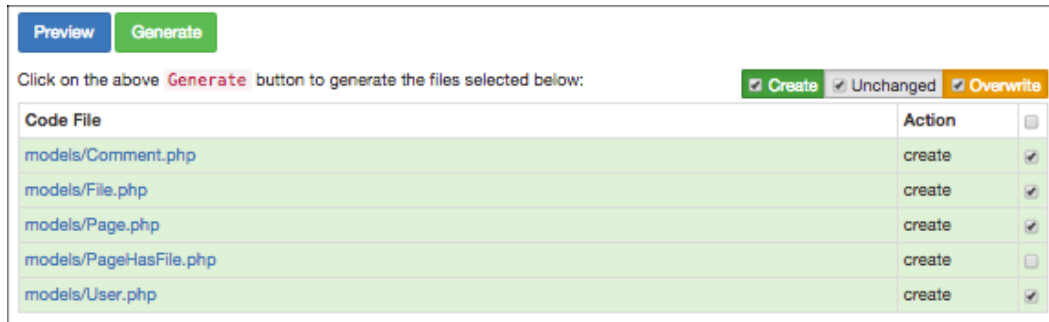 Preview Generate
Click on the above Generate button to generate the files selected below: Create Unchanged Overwrite
Code File Action
models/Comment.php create
models/File.php create
models/Page.php create
models/PageHasFile.php create
models/User.php create